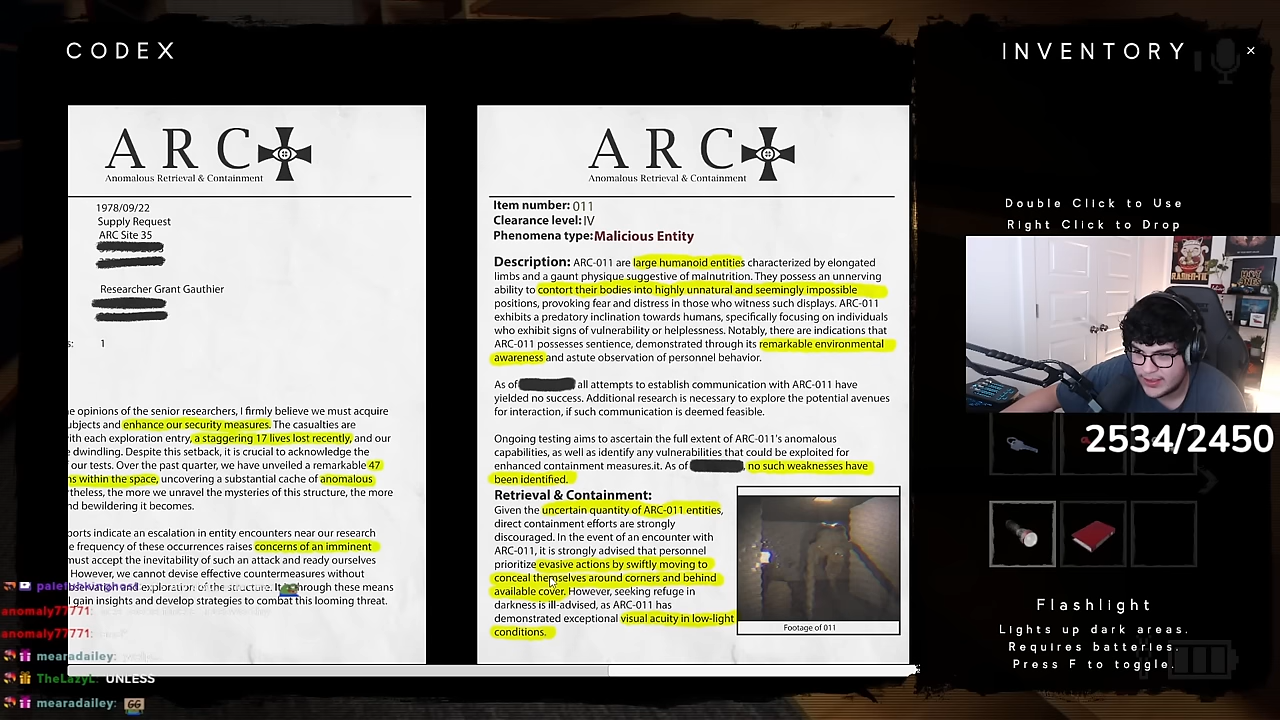 CODEX
INVENTORY
×
ARC
Anomalous Retrieval & Containment
1978/09/22
Supply Request
ARC Site 35
Researcher Grant Gauthier
s:
1
opinions of the senior researchers, I firmly believe we must acquire
and enhance our security measures. The casualties are
each exploration entry, a staggering 17 lives lost recently, and our
dwindling. Despite this setback, it is crucial to acknowledge the
our tests. Over the past quarter, we have unveiled a remarkable 47
within the space, uncovering a substantial cache of anomalous
the more we unravel the mysteries of this structure, the more
and bewildering it becomes.
indicate an escalation in entity encounters near our research
frequency of these occurrences raises concerns of an imminent
must accept the inevitability of such an attack and ready ourselves
However, we cannot devise effective countermeasures without
and exploration of the structure. through these means
gain insights and develop strategies to combat this looming threat.
ARC
Anomalous Retrieval & Containment
Item number: 011
Clearance level: IV
Phenomena type: Malicious Entity
Description: ARC-011 are large humanoid entities characterized by elongated
limbs and a gaunt physique suggestive of malnutrition. They possess an unnerving
ability to contort their bodies into highly unnatural and seemingly impossible
positions, provoking fear and distress in those who witness such displays. ARC-011
exhibits a predatory inclination towards humans, specifically focusing on individuals
who exhibit signs of vulnerability or helplessness. Notably, there are indications that
ARC-011 possesses sentience, demonstrated through its remarkable environmental
awareness and astute observation of personnel behavior.
As of all attempts to establish communication with ARC-011 have
yielded no success. Additional research is necessary to explore the potential avenues
for interaction, if such communication is deemed feasible.
Ongoing testing aims to ascertain the full extent of ARC-011's anomalous
capabilities, as well as identify any vulnerabilities that could be exploited for
enhanced containment measures.it. As of , no such weaknesses have
been identified.
Retrieval & Containment:
Given the uncertain quantity of ARC-011 entities,
direct containment efforts are strongly
discouraged. In the event of an encounter with
ARC-011, it is strongly advised that personnel
prioritize evasive actions by swiftly moving to
conceal themselves around corners and behind
available cover. However, seeking refuge in
darkness is ill-advised, as ARC-011 has
demonstrated exceptional visual acuity in low-light
conditions.
Footage of 011
Double Click to Use
Right Click to Drop
2534/2450
Flashlight
Lights up dark areas.
Requires batteries.
Press F to toggle.
anomaly77771:
anomaly77771:
mearadailey:
TheLazyL: UNLESS
mearadailey: GG